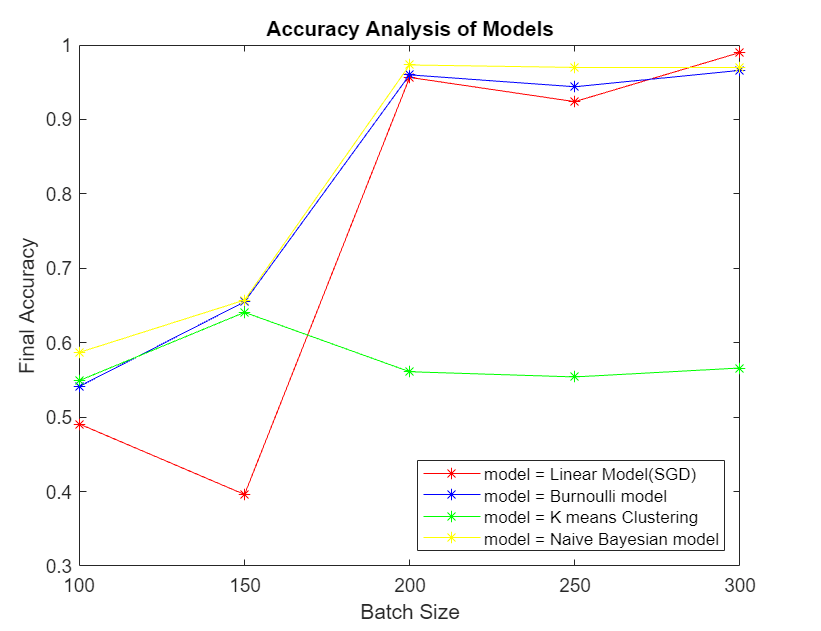 Accuracy Analysis of Models
Final Accuracy
1
0.9
0.8
0.7
0.6
0.5
0.4
0.3
100 150 200 250 300
Batch Size
model = Linear Model(SGD)
model = Burnoulli model
model = K means Clustering
model = Naive Bayesian model